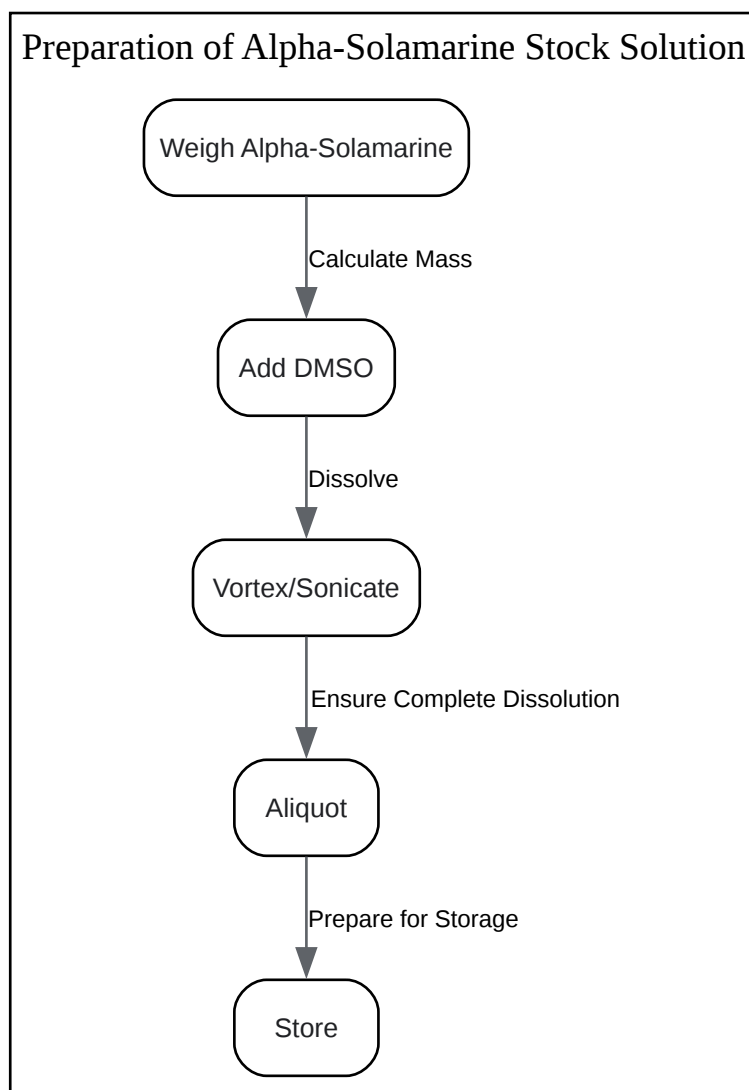 Preparation of Alpha-Solamarine Stock Solution
Weigh Alpha-Solamarine
Calculate Mass
Add DMSO
Dissolve
Vortex/Sonicate
Ensure Complete Dissolution
Aliquot
Prepare for Storage
Store